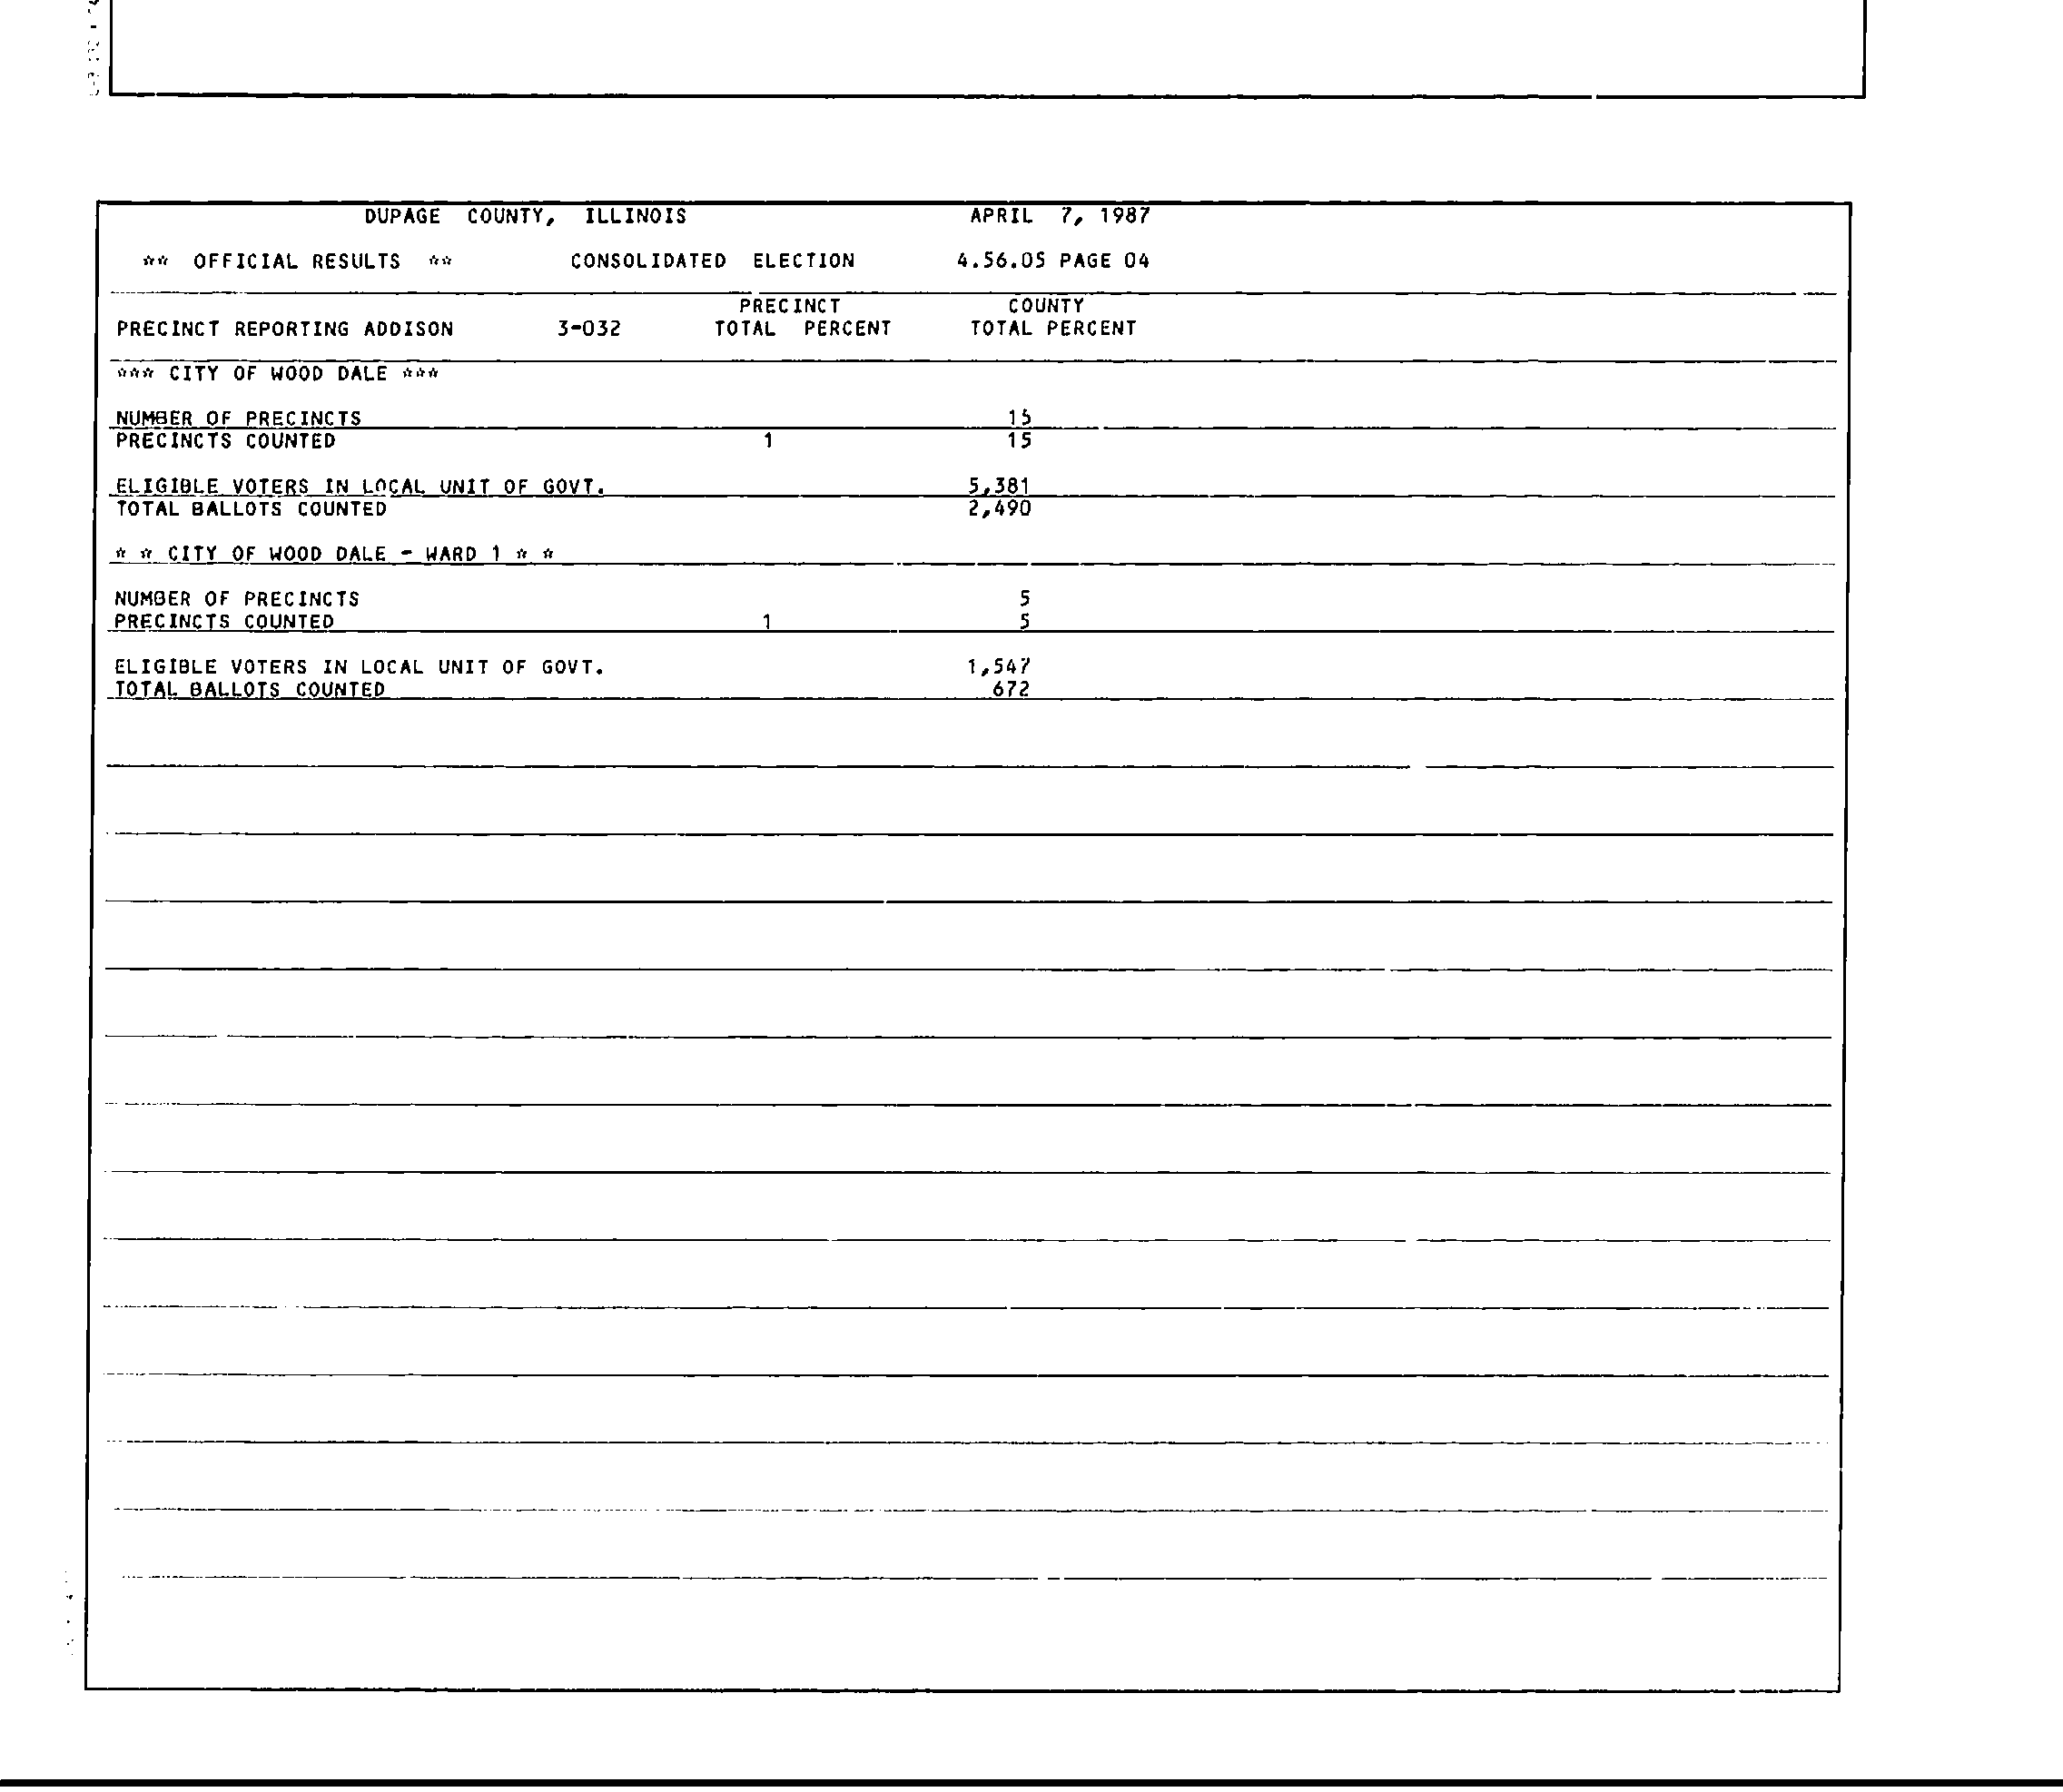 DUPAGE COUNTY, ILLINOIS APRIL 7, 1987
** OFFICIAL RESULTS ** CONSOLIDATED ELECTION 4.56.05 PAGE 04
PRECINCT COUNTY
PRECINCT REPORTING ADDISON 3-032 TOTAL PERCENT TOTAL PERCENT
*** CITY OF WOOD DALE ***
NUMBER OF PRECINCTS 15
PRECINCTS COUNTED 1 15
ELIGIBLE VOTERS IN LOCAL UNIT OF GOVT. 5,381
TOTAL BALLOTS COUNTED 2,490
* * CITY OF WOOD DALE - WARD 1 * *
NUMBER OF PRECINCTS 5
PRECINCTS COUNTED 1 5
ELIGIBLE VOTERS IN LOCAL UNIT OF GOVT. 1,547
TOTAL BALLOTS COUNTED 672